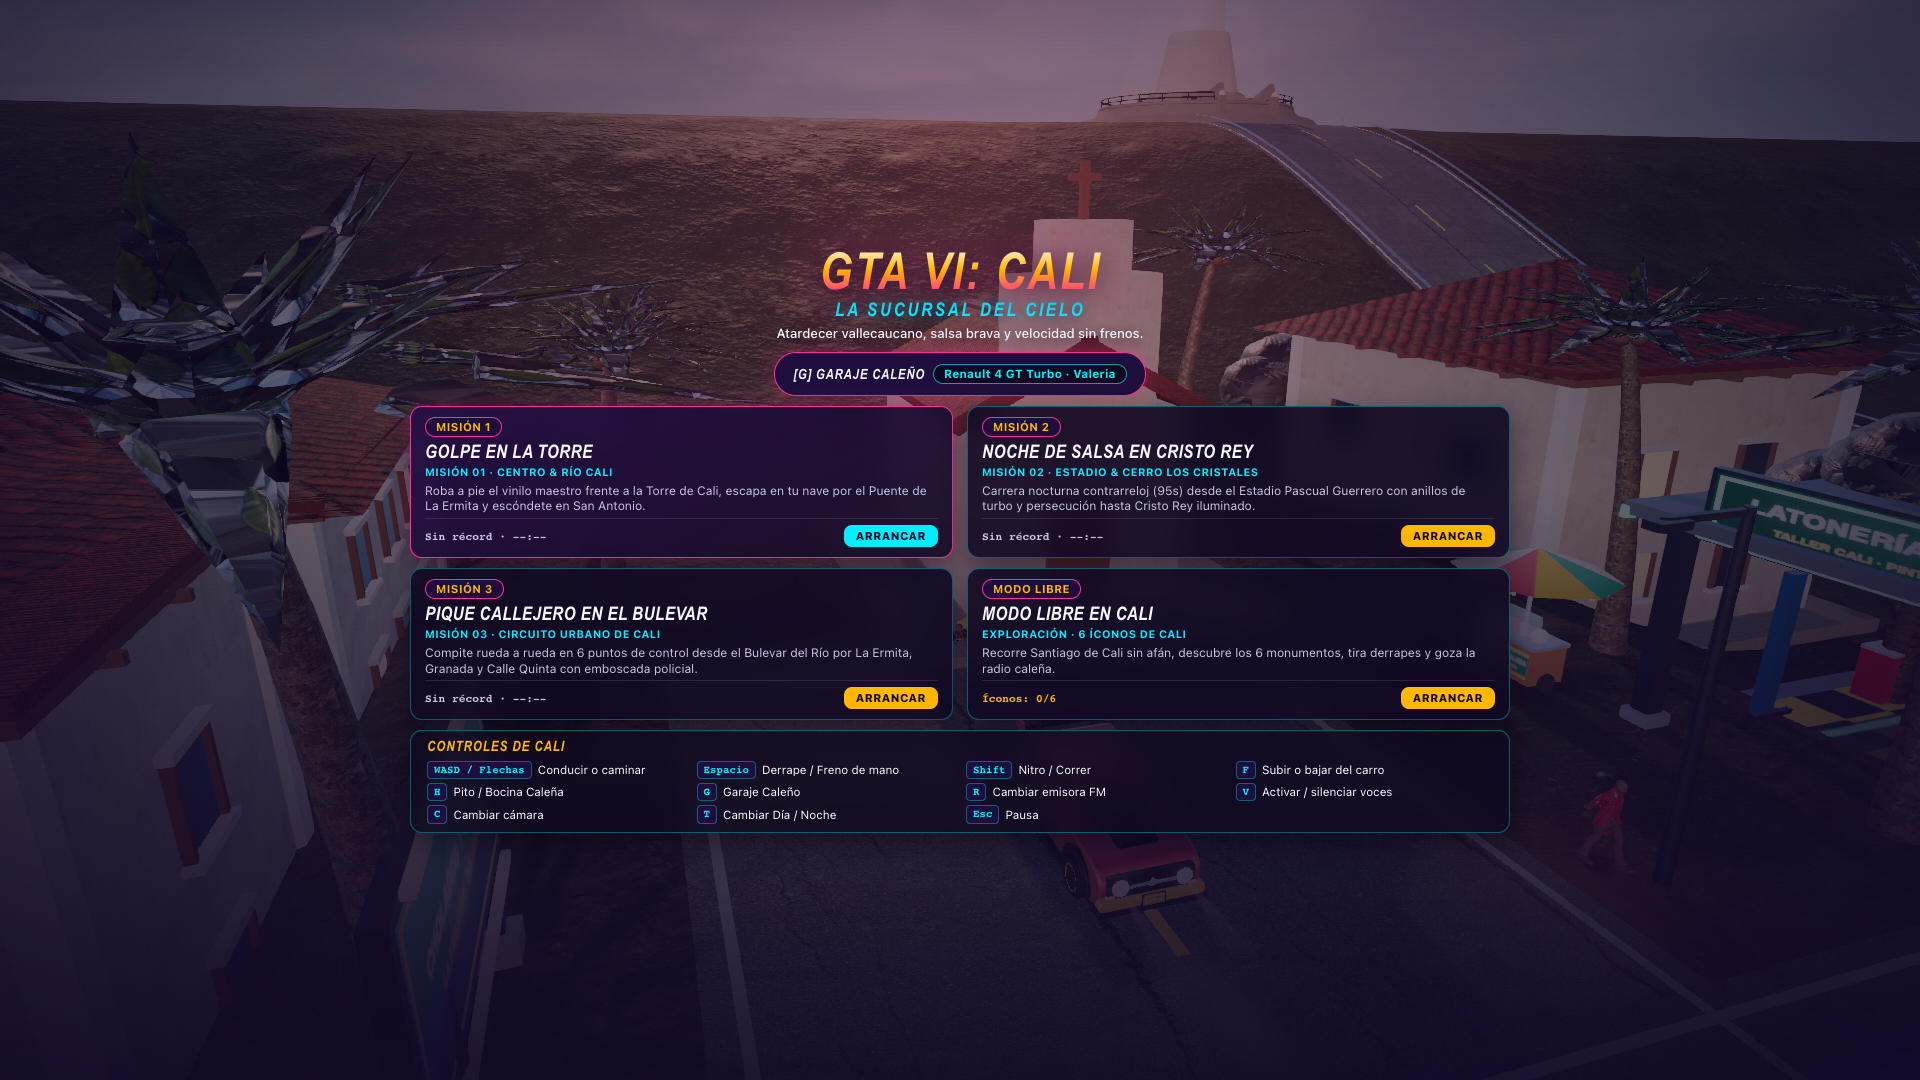 GTA VI: CALI
LA SUCURSAL DEL CIELO
Atardecer vallecaucano, salsa brava y velocidad sin frenos.
[G] GARAJE CALEÑO Renault 4 GT Turbo · Valeria
MISIÓN 1
GOLPE EN LA TORRE
MISIÓN 01 · CENTRO & RÍO CALI
Roba a pie el vinilo maestro frente a la Torre de Cali, escapa en tu nave por el Puente de
La Ermita y escóndete en San Antonio.
Sin récord · --:--
ARRANCAR
MISIÓN 2
NOCHE DE SALSA EN CRISTO REY
MISIÓN 02 · ESTADIO & CERRO LOS CRISTALES
Carrera nocturna contrarreloj (95s) desde el Estadio Pascual Guerrero con anillos de
turbo y persecución hasta Cristo Rey iluminado.
Sin récord · --:--
ARRANCAR
MISIÓN 3
PIQUE CALLEJERO EN EL BULEVAR
MISIÓN 03 · CIRCUITO URBANO DE CALI
Compite rueda a rueda en 6 puntos de control desde el Bulevar del Río por La Ermita,
Granada y Calle Quinta con emboscada policial.
Sin récord · --:--
ARRANCAR
MODO LIBRE
MODO LIBRE EN CALI
EXPLORACIÓN · 6 ÍCONOS DE CALI
Recorre Santiago de Cali sin afán, descubre los 6 monumentos, tira derrapes y goza la
radio caleña.
Íconos: 0/6
ARRANCAR
LATONERÍA
TALLER CALI · PINT
CONTROLES DE CALI
WASD / Flechas Conducir o caminar
Espacio Derrape / Freno de mano
Shift Nitro / Correr
F Subir o bajar del carro
H Pito / Bocina Caleña
G Garaje Caleño
R Cambiar emisora FM
V Activar / silenciar voces
C Cambiar cámara
T Cambiar Día / Noche
Esc Pausa